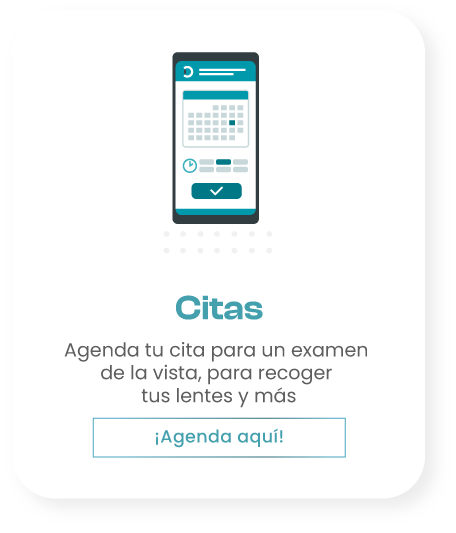 Citas
Agenda tu cita para un examen
de la vista, para recoger
tus lentes y más
¡Agenda aquí!